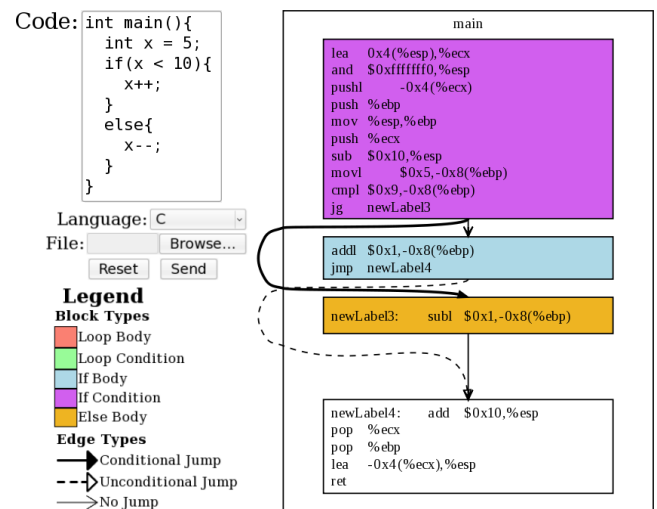 Code:
int main(){
int x = 5;
if(x < 10){
x++;
}
else{
x--;
}
}
Language: C
File: Browse...
Reset Send
Legend
Block Types
Loop Body
Loop Condition
If Body
If Condition
Else Body
Edge Types
Conditional Jump
Unconditional Jump
No Jump
main
lea 0x4(%esp),%ecx
and $0xfffffff0,%esp
pushl -0x4(%ecx)
push %ebp
mov %esp,%ebp
push %ecx
sub $0x10,%esp
movl $0x5,-0x8(%ebp)
cmpl $0x9,-0x8(%ebp)
jg newLabel3
addl $0x1,-0x8(%ebp)
jmp newLabel4
newLabel3: subl $0x1,-0x8(%ebp)
newLabel4: add $0x10,%esp
pop %ecx
pop %ebp
lea -0x4(%ecx),%esp
ret